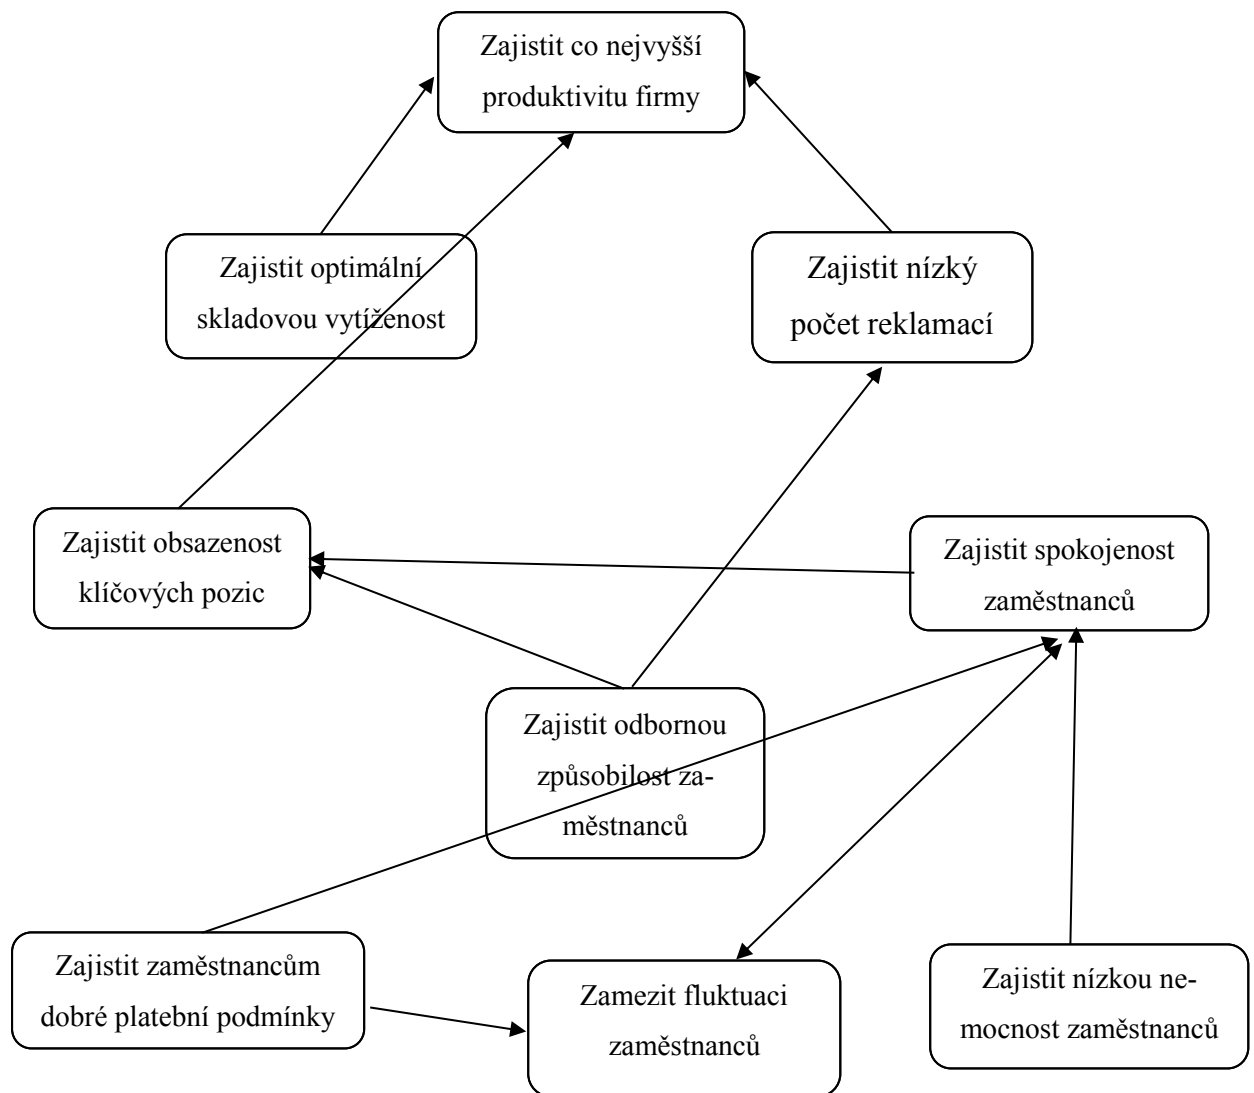 Zajistit co nejvyšší
produktivitu firmy
Zajistit optimální
skladovou vytíženost
Zajistit nízký
počet reklamací
Zajistit obsazenost
klíčových pozic
Zajistit spokojenost
zaměstnanců
Zajistit odbornou
způsobilost za-
městnanců
Zajistit zaměstnancům
dobré platební podmínky
Zamezit fluktuaci
zaměstnanců
Zajistit nízkou ne-
mocnost zaměstnanců